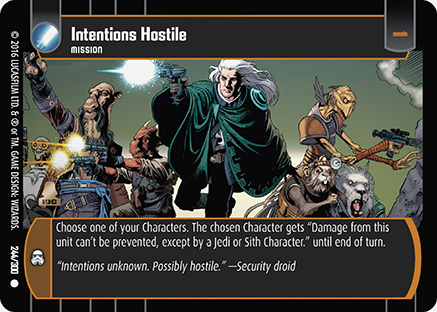 Intentions Hostile
MISSION
Choose one of your Characters. The chosen Character gets "Damage from this
unit can't be prevented, except by a Jedi or Sith Character." until end of turn.
"Intentions unknown. Possibly hostile." —Security droid
© 2016 LUCASFILM LTD. & ® or TM. GAME DESIGN: WIZARDS.
244/300